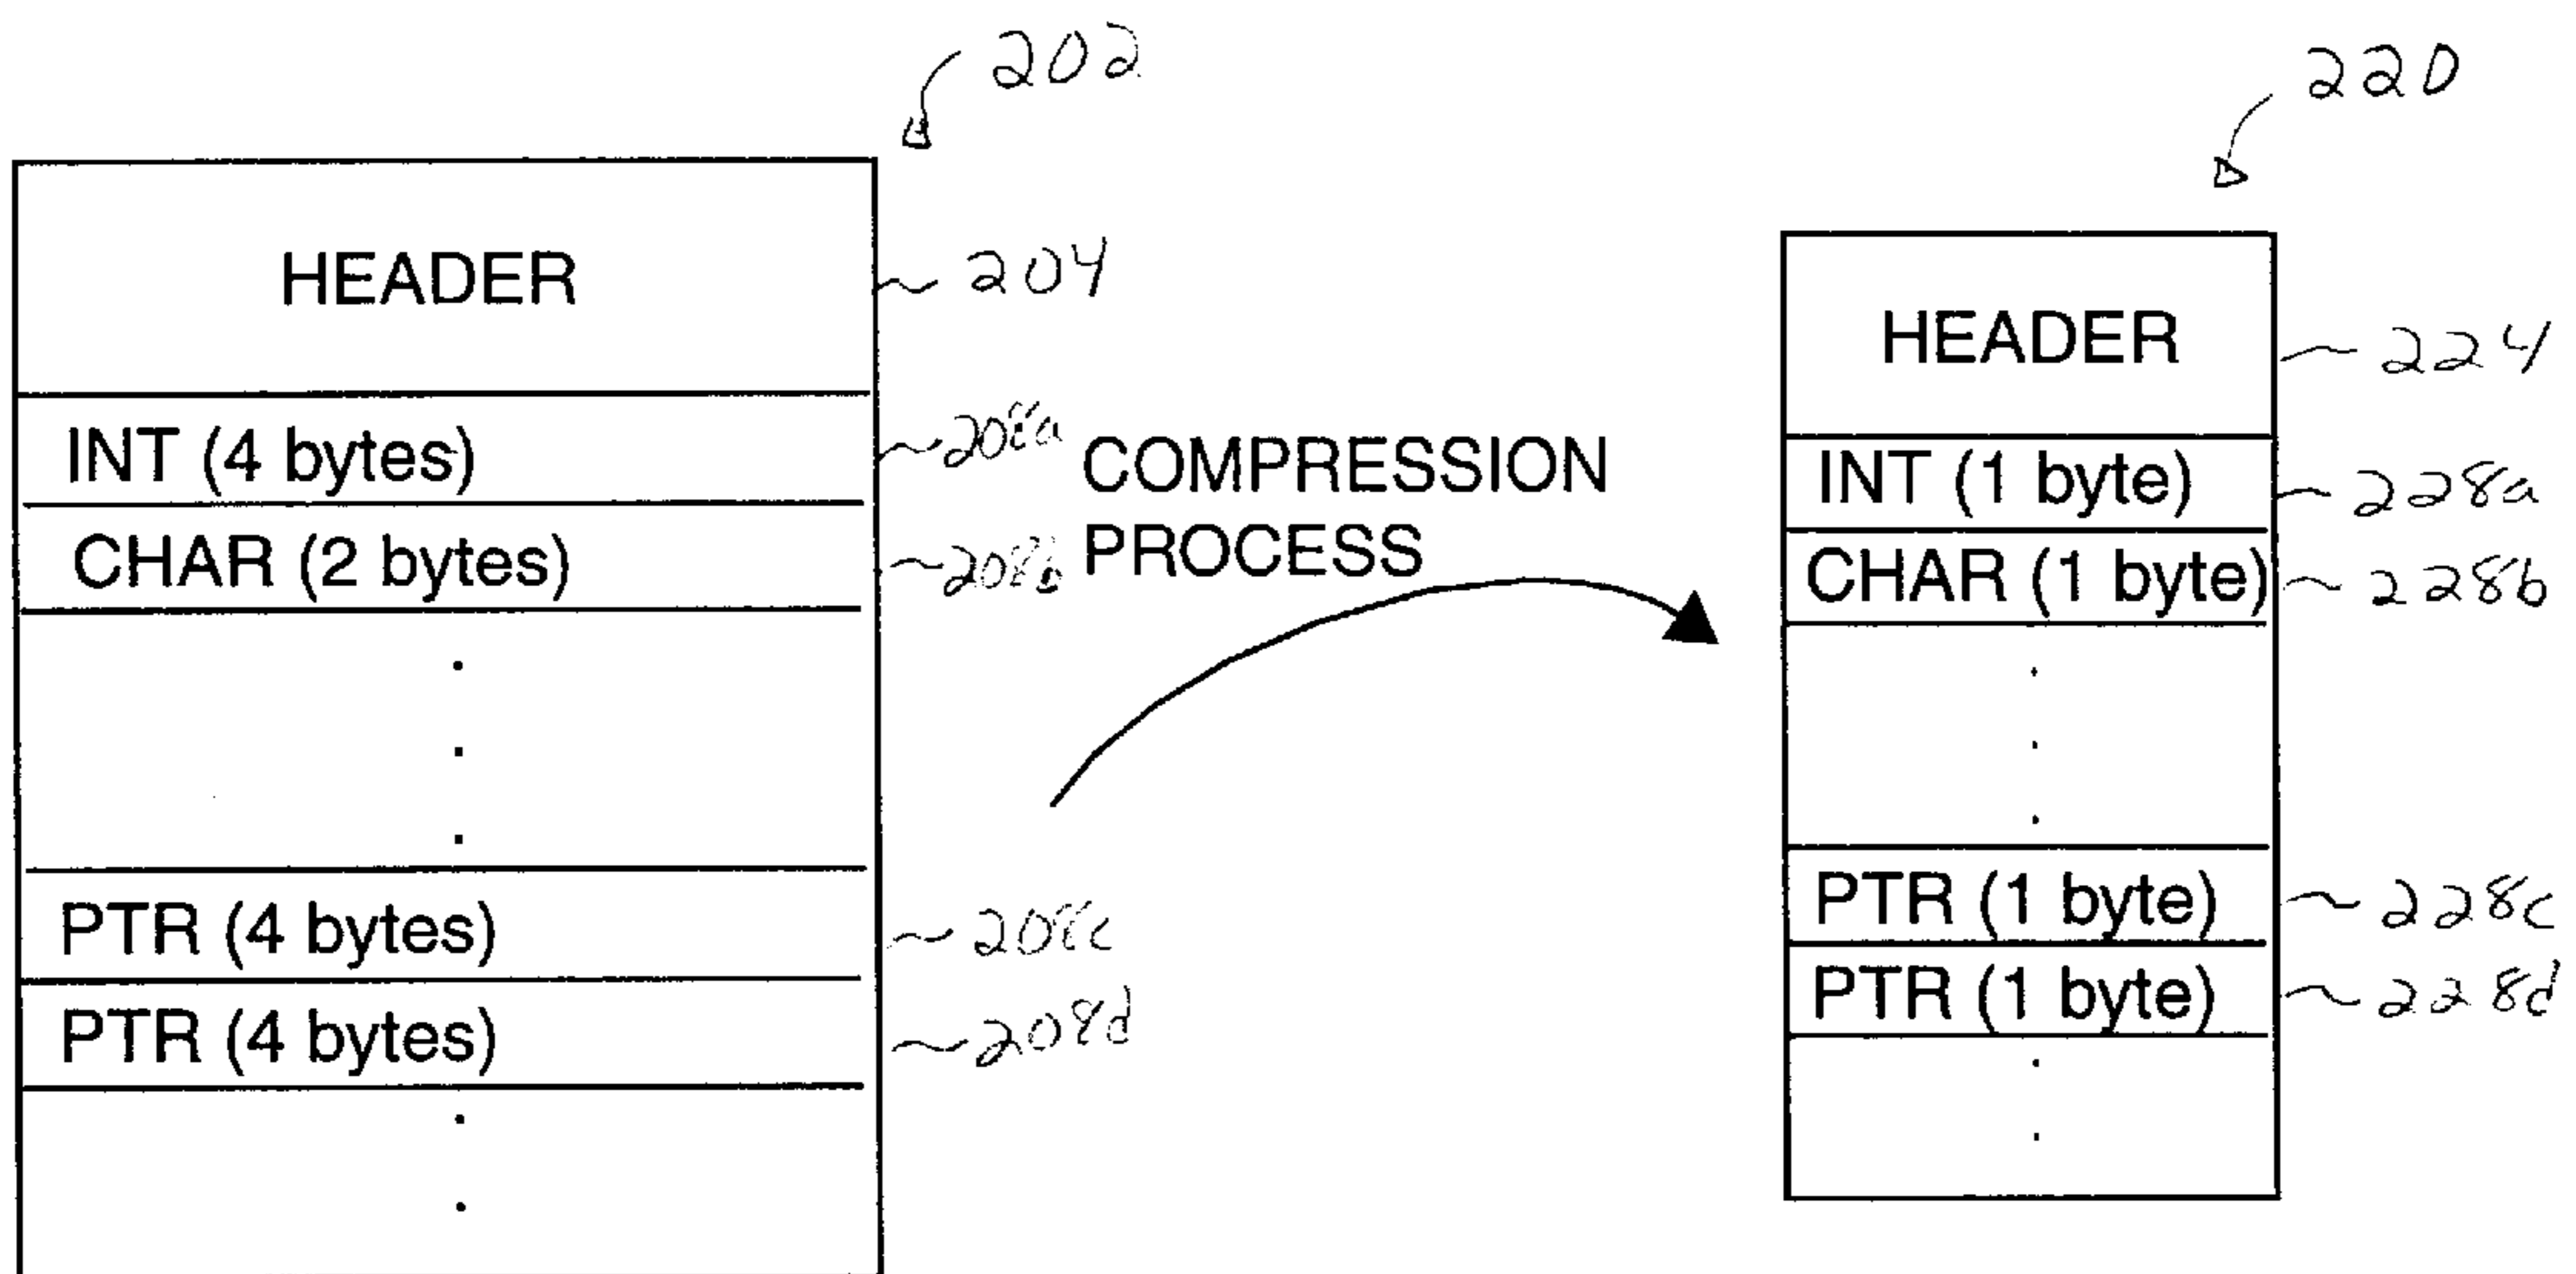 202
HEADER
204
INT (4 bytes)
208a
CHAR (2 bytes)
208b
PTR (4 bytes)
208c
PTR (4 bytes)
208d
COMPRESSION
PROCESS
220
HEADER
224
INT (1 byte)
228a
CHAR (1 byte)
228b
PTR (1 byte)
228c
PTR (1 byte)
228d